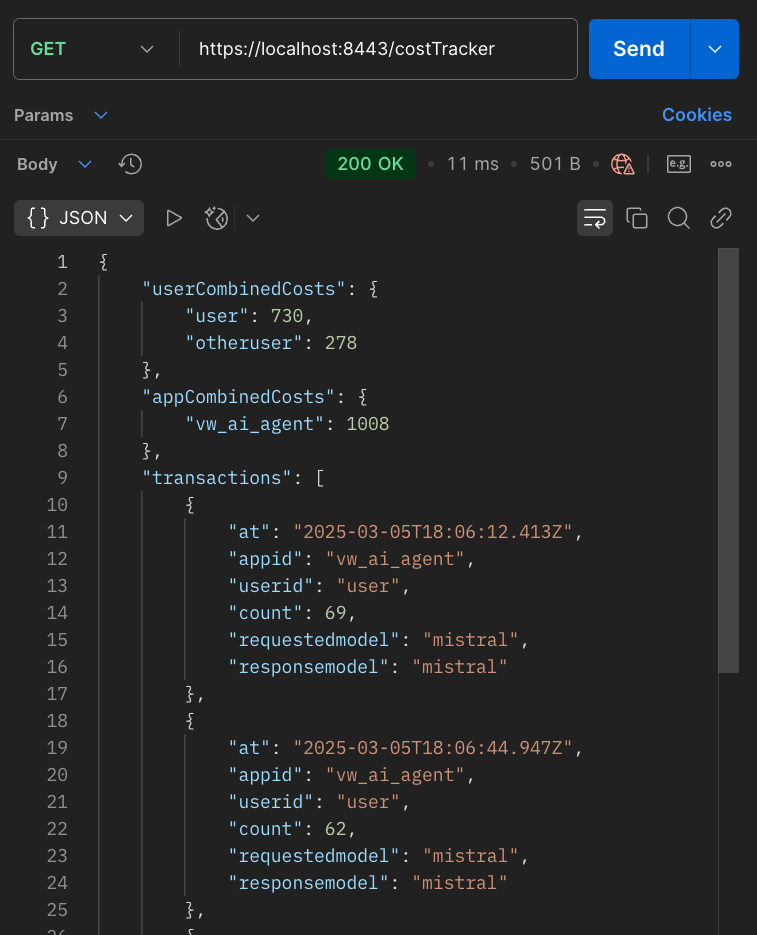 GET https://localhost:8443/costTracker Send
Params Cookies
Body 200 OK • 11 ms • 501 B • e.g.
{} JSON
1 {
2 "userCombinedCosts": {
3 "user": 730,
4 "otheruser": 278
5 },
6 "appCombinedCosts": {
7 "vw_ai_agent": 1008
8 },
9 "transactions": [
10 {
11 "at": "2025-03-05T18:06:12.413Z",
12 "appid": "vw_ai_agent",
13 "userid": "user",
14 "count": 69,
15 "requestedmodel": "mistral",
16 "responsemodel": "mistral"
17 },
18 {
19 "at": "2025-03-05T18:06:44.947Z",
20 "appid": "vw_ai_agent",
21 "userid": "user",
22 "count": 62,
23 "requestedmodel": "mistral",
24 "responsemodel": "mistral"
25 },